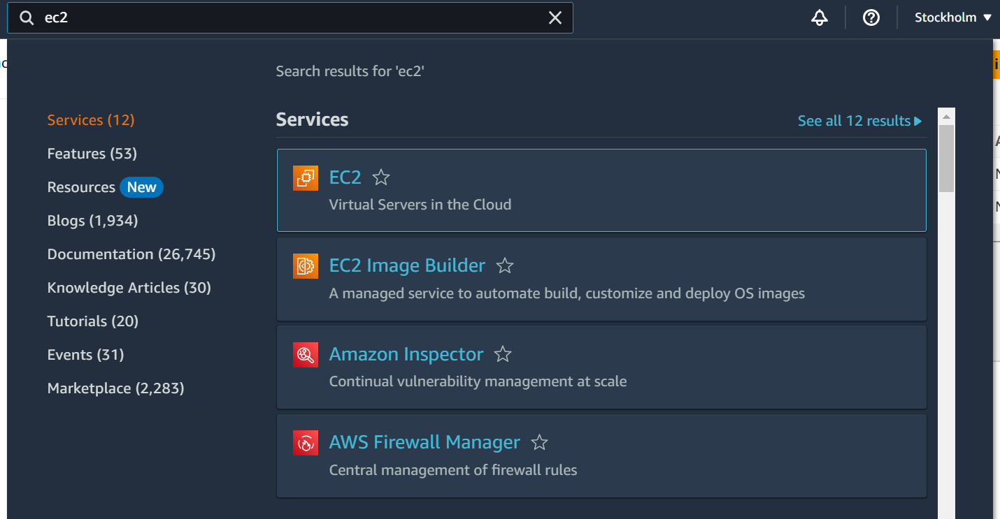 ec2
Stockholm
Search results for 'ec2'
Services (12)
Features (53)
Resources New
Blogs (1,934)
Documentation (26,745)
Knowledge Articles (30)
Tutorials (20)
Events (31)
Marketplace (2,283)
Services
See all 12 results
EC2
Virtual Servers in the Cloud
EC2 Image Builder
A managed service to automate build, customize and deploy OS images
Amazon Inspector
Continual vulnerability management at scale
AWS Firewall Manager
Central management of firewall rules